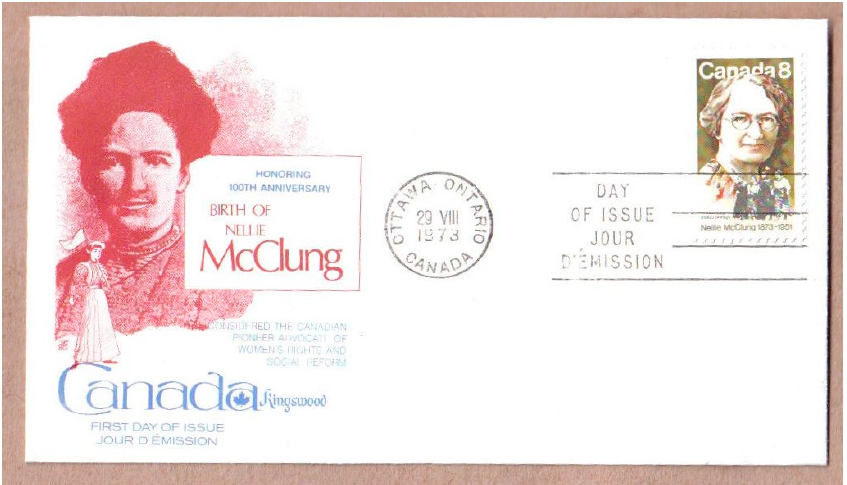 HONORING
100TH ANNIVERSARY
BIRTH OF
NELLIE
McClung
CONSIDERED THE CANADIAN
PIONEER ADVOCATE OF
WOMEN'S RIGHTS AND
SOCIAL REFORM
Canada Kingswood
FIRST DAY OF ISSUE
JOUR D'ÉMISSION
OTTAWA ONTARIO
29 VIII
1973
CANADA
DAY
OF ISSUE
JOUR
D'ÉMISSION
Canada 8
Nellie McClung 1873-1951